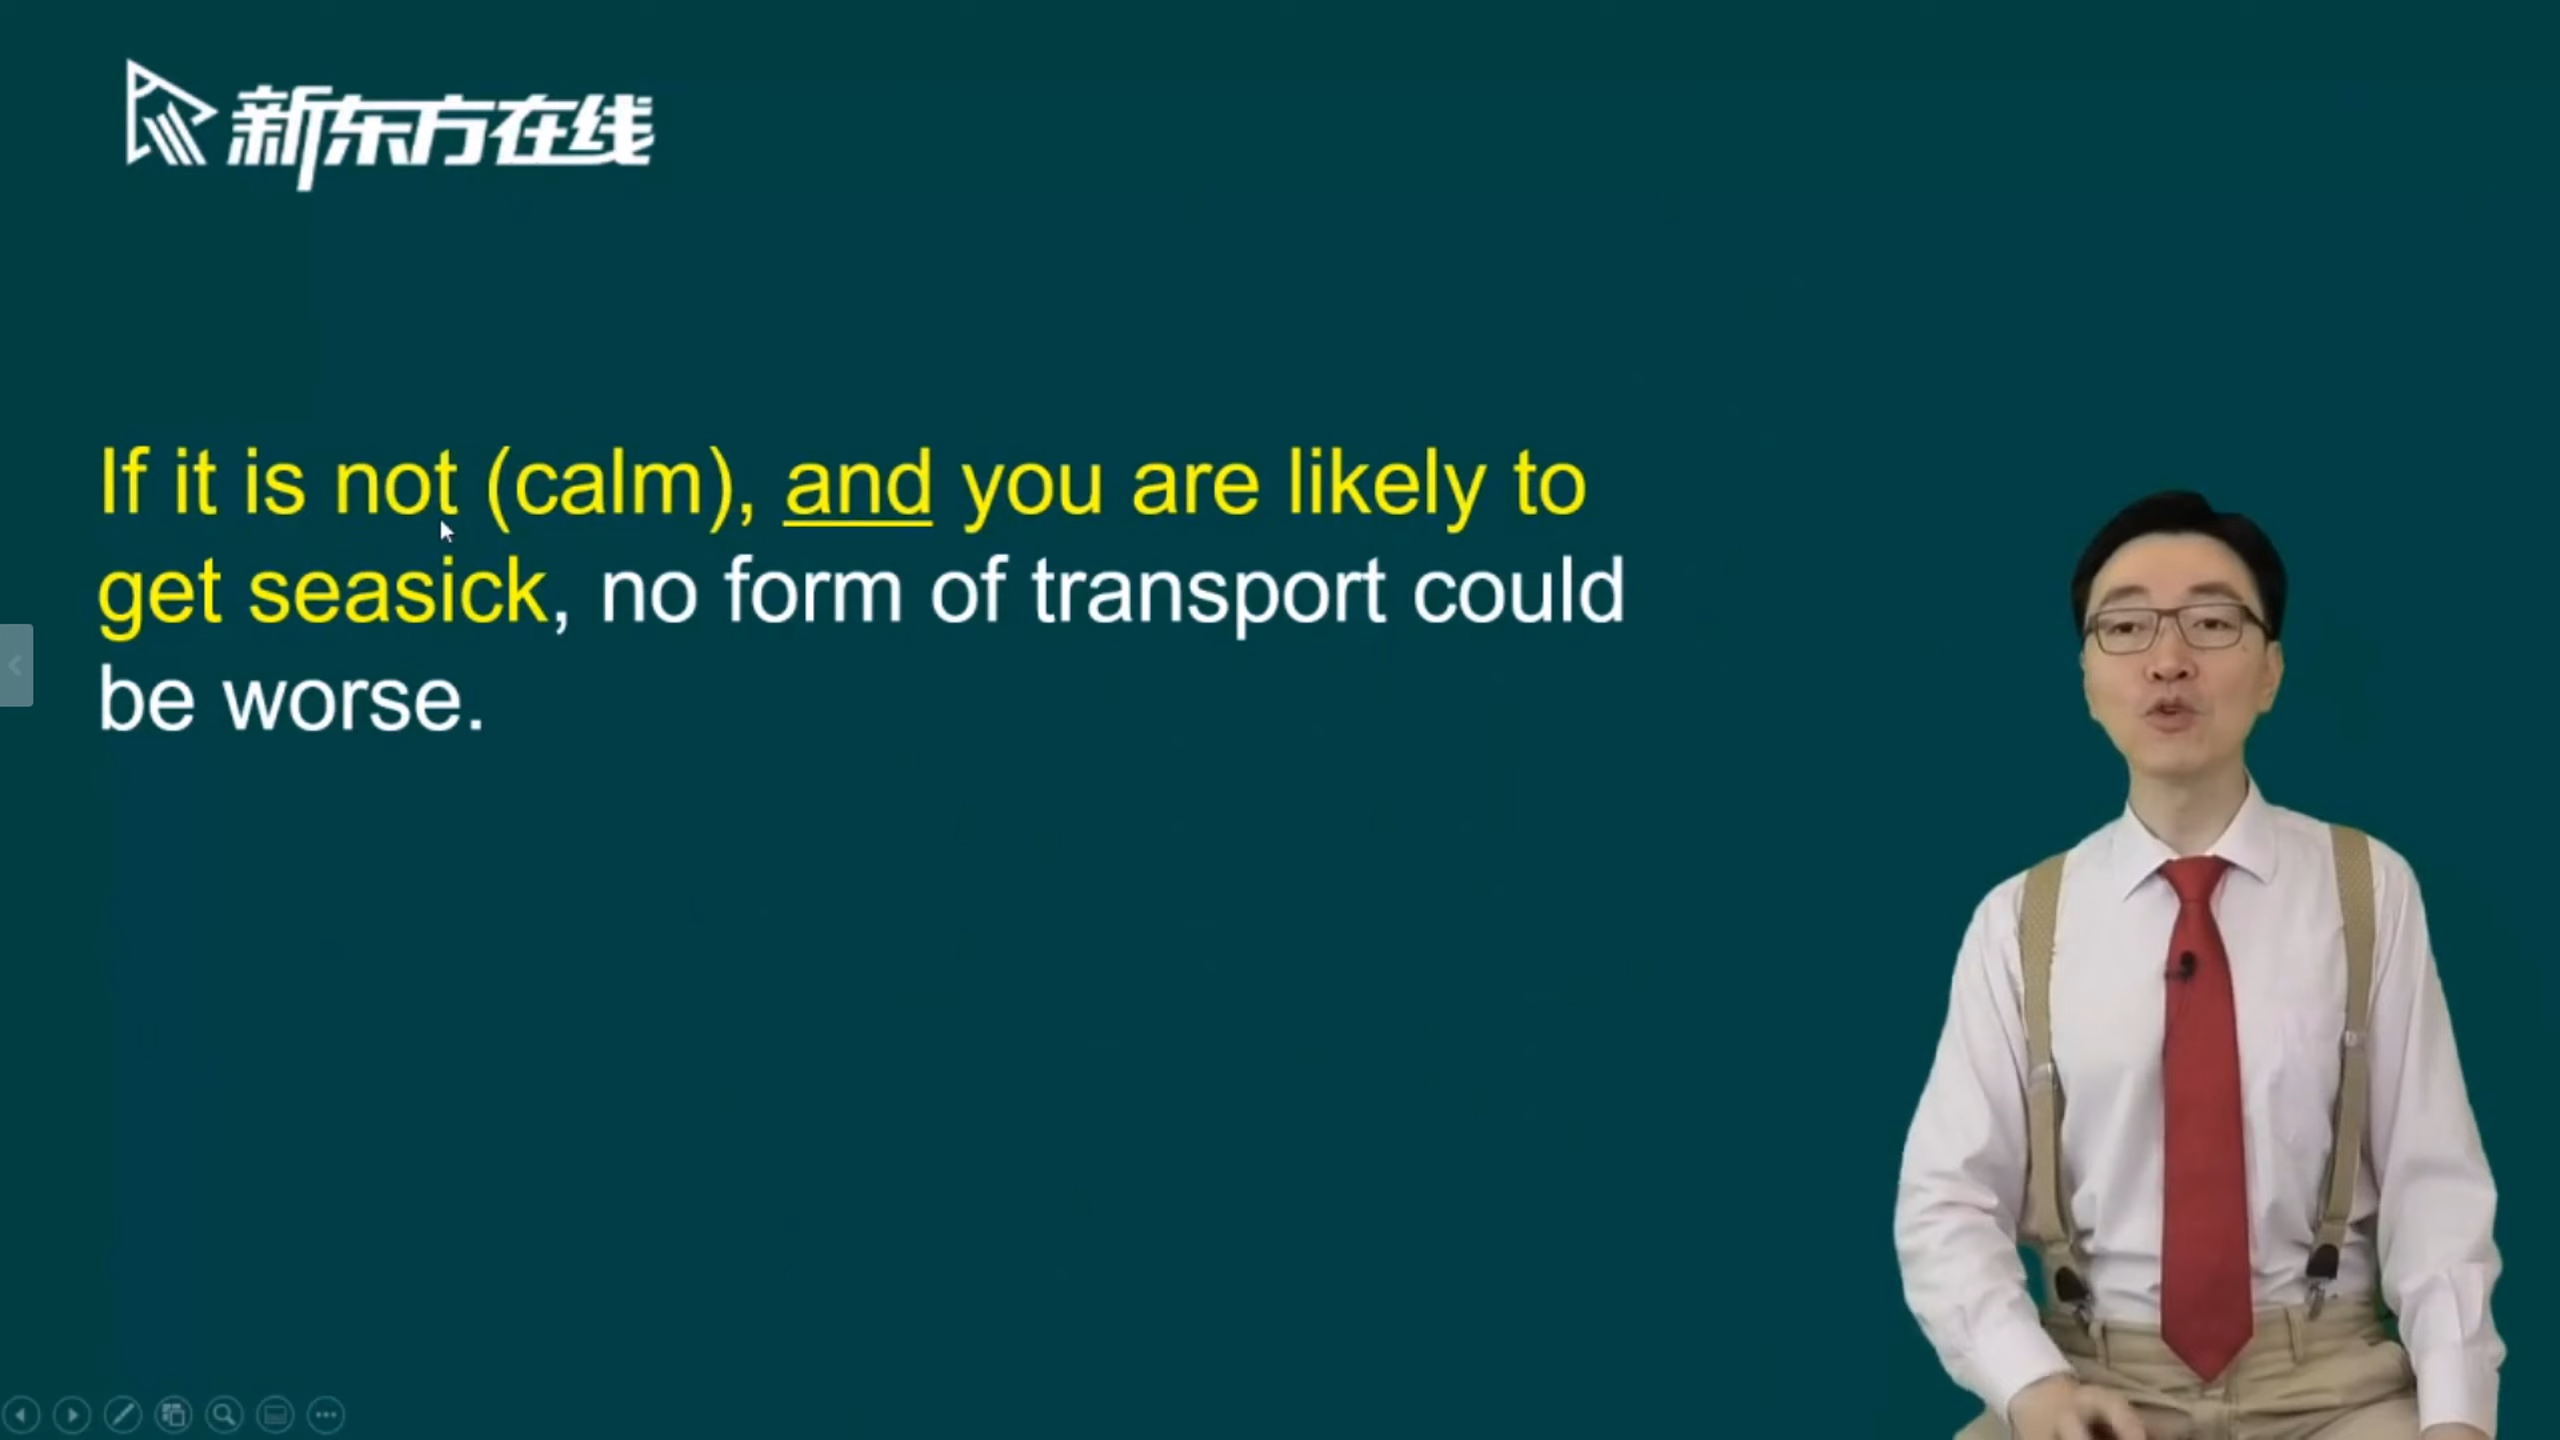 新东方在线
If it is not (calm), and you are likely to
get seasick, no form of transport could
be worse.